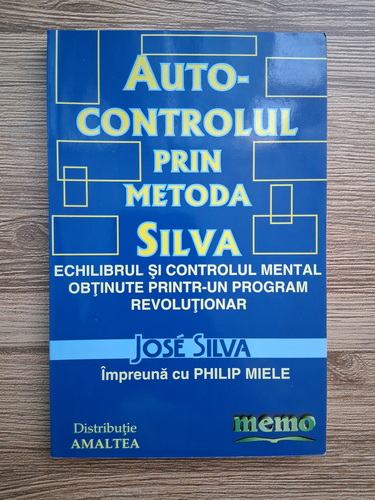 AUTO-
CONTROLUL
PRIN
METODA
SILVA
ECHILIBRUL ȘI CONTROLUL MENTAL
OBȚINUTE PRINTR-UN PROGRAM
REVOLUȚIONAR
JOSÉ SILVA
Împreună cu PHILIP MIELE
Distribuție
AMALTEA
memo